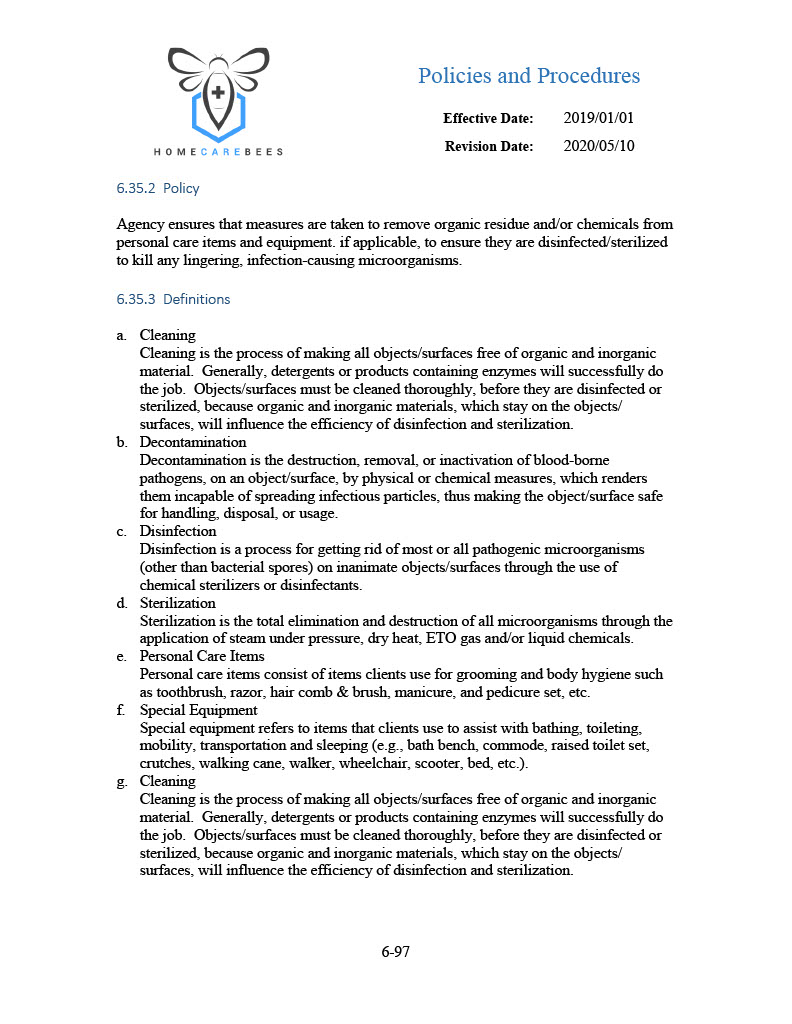 Policies and Procedures
Effective Date: 2019/01/01
Revision Date: 2020/05/10
HOMECAREBEES
6.35.2 Policy
Agency ensures that measures are taken to remove organic residue and/or chemicals from
personal care items and equipment. if applicable, to ensure they are disinfected/sterilized
to kill any lingering, infection-causing microorganisms.
6.35.3 Definitions
a. Cleaning
Cleaning is the process of making all objects/surfaces free of organic and inorganic
material. Generally, detergents or products containing enzymes will successfully do
the job. Objects/surfaces must be cleaned thoroughly, before they are disinfected or
sterilized, because organic and inorganic materials, which stay on the objects/
surfaces, will influence the efficiency of disinfection and sterilization.
b. Decontamination
Decontamination is the destruction, removal, or inactivation of blood-borne
pathogens, on an object/surface, by physical or chemical measures, which renders
them incapable of spreading infectious particles, thus making the object/surface safe
for handling, disposal, or usage.
c. Disinfection
Disinfection is a process for getting rid of most or all pathogenic microorganisms
(other than bacterial spores) on inanimate objects/surfaces through the use of
chemical sterilizers or disinfectants.
d. Sterilization
Sterilization is the total elimination and destruction of all microorganisms through the
application of steam under pressure, dry heat, ETO gas and/or liquid chemicals.
e. Personal Care Items
Personal care items consist of items clients use for grooming and body hygiene such
as toothbrush, razor, hair comb & brush, manicure, and pedicure set, etc.
f. Special Equipment
Special equipment refers to items that clients use to assist with bathing, toileting,
mobility, transportation and sleeping (e.g., bath bench, commode, raised toilet set,
crutches, walking cane, walker, wheelchair, scooter, bed, etc.).
g. Cleaning
Cleaning is the process of making all objects/surfaces free of organic and inorganic
material. Generally, detergents or products containing enzymes will successfully do
the job. Objects/surfaces must be cleaned thoroughly, before they are disinfected or
sterilized, because organic and inorganic materials, which stay on the objects/
surfaces, will influence the efficiency of disinfection and sterilization.
6-97